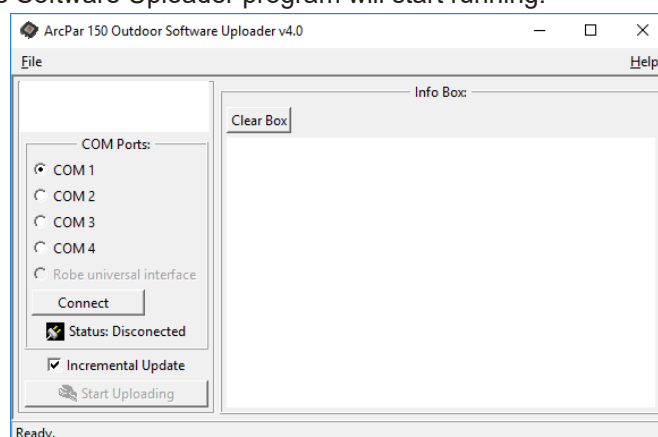 Software Uploader program will start running.
ArcPar 150 Outdoor Software Uploader v4.0
File
Help
COM Ports:
COM 1
COM 2
COM 3
COM 4
Robe universal interface
Connect
Status: Disconected
Incremental Update
Start Uploading
Info Box:
Clear Box
Ready.